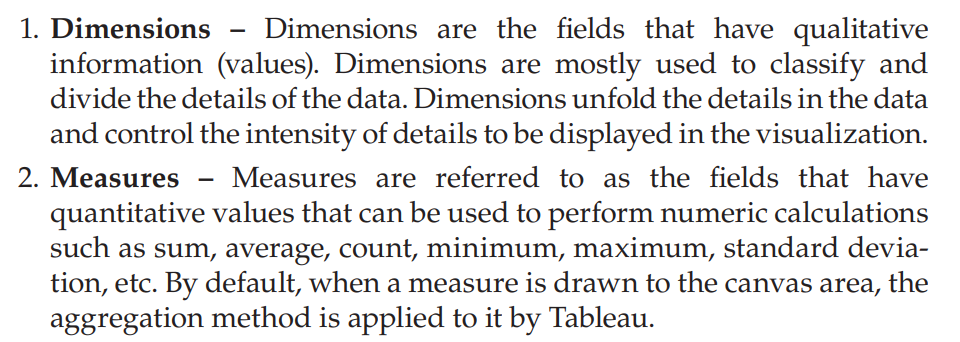 1. Dimensions – Dimensions are the fields that have qualitative
information (values). Dimensions are mostly used to classify and
divide the details of the data. Dimensions unfold the details in the data
and control the intensity of details to be displayed in the visualization.
2. Measures – Measures are referred to as the fields that have
quantitative values that can be used to perform numeric calculations
such as sum, average, count, minimum, maximum, standard devia-
tion, etc. By default, when a measure is drawn to the canvas area, the
aggregation method is applied to it by Tableau.